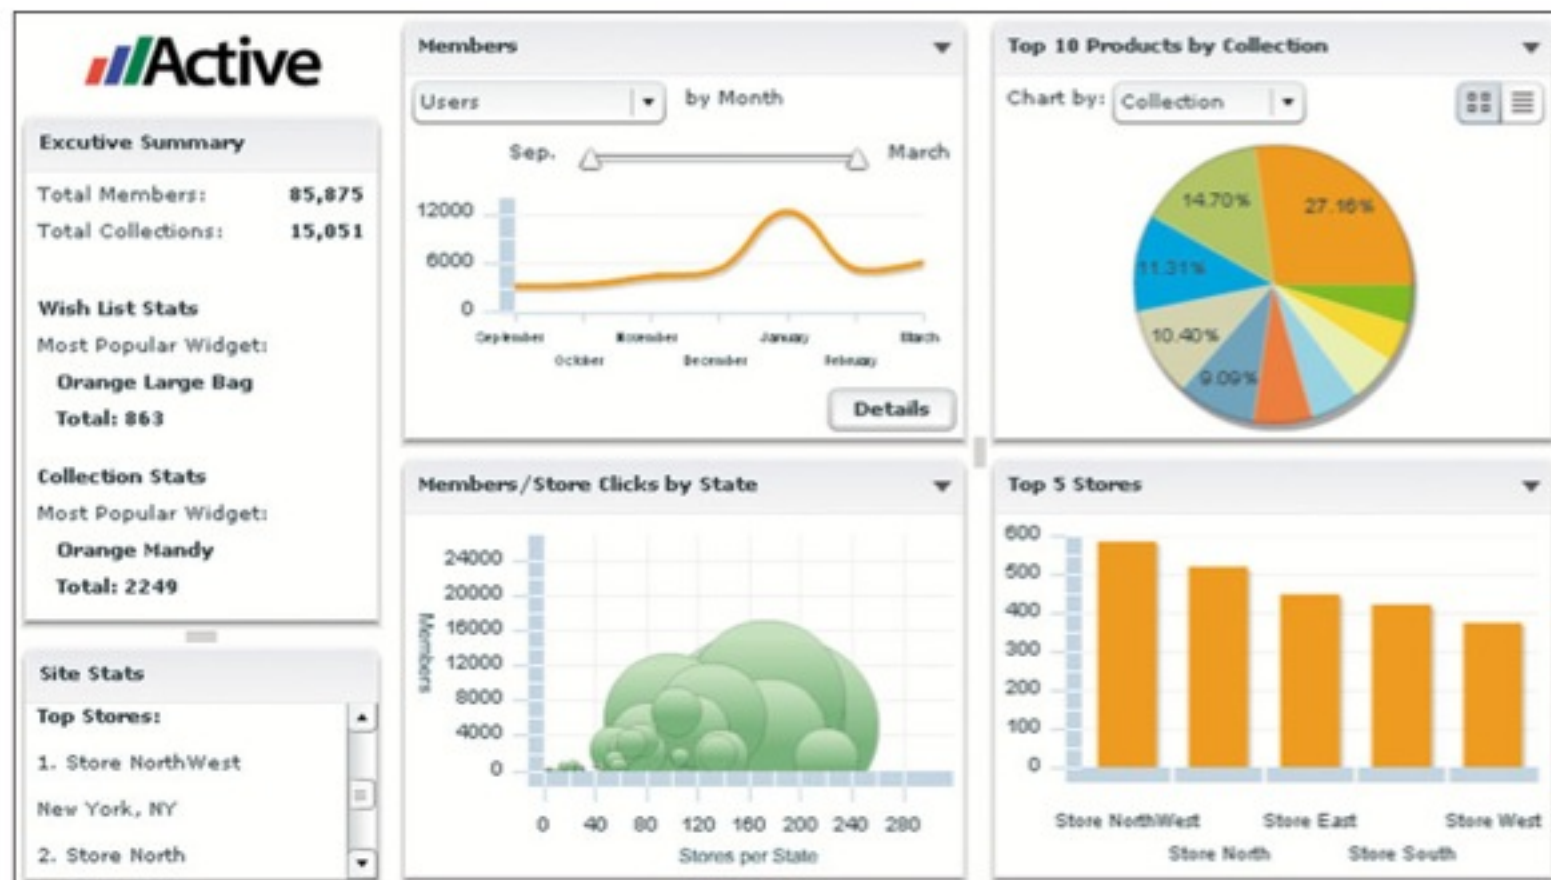 Active
Excutive Summary
Total Members: 85,875
Total Collections: 15,051
Wish List Stats
Most Popular Widget:
Orange Large Bag
Total: 863
Collection Stats
Most Popular Widget:
Orange Mandy
Total: 2249
Site Stats
Top Stores:
1. Store NorthWest
New York, NY
2. Store North
Members
Users by Month
Sep. March
12000
6000
0
September November January March
October December February
Details
Top 10 Products by Collection
Chart by: Collection
14.70% 27.16%
11.31%
10.40%
9.09%
Members/Store Clicks by State
Members
24000
20000
16000
12000
8000
4000
0
0 40 80 120 160 200 240 280
Stores per State
Top 5 Stores
600
500
400
300
200
100
0
Store NorthWest Store East Store West
Store North Store South